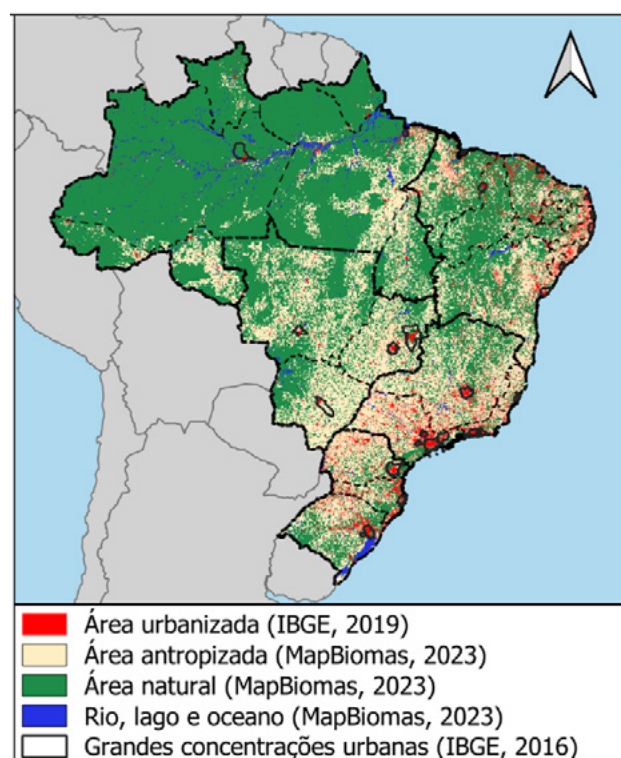 Área urbanizada (IBGE, 2019)
Área antropizada (MapBiomas, 2023)
Área natural (MapBiomas, 2023)
Rio, lago e oceano (MapBiomas, 2023)
Grandes concentrações urbanas (IBGE, 2016)